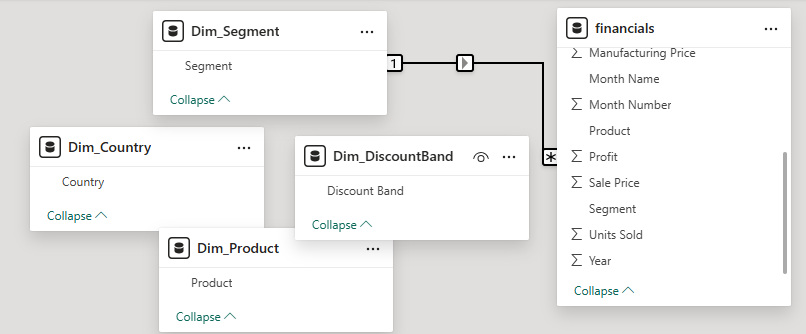 Dim_Segment
Segment
Collapse
1
financials
Manufacturing Price
Month Name
Month Number
Product
Profit
Sale Price
Segment
Units Sold
Year
Collapse
*
Dim_Country
Country
Collapse
Dim_DiscountBand
Discount Band
Collapse
Dim_Product
Product
Collapse